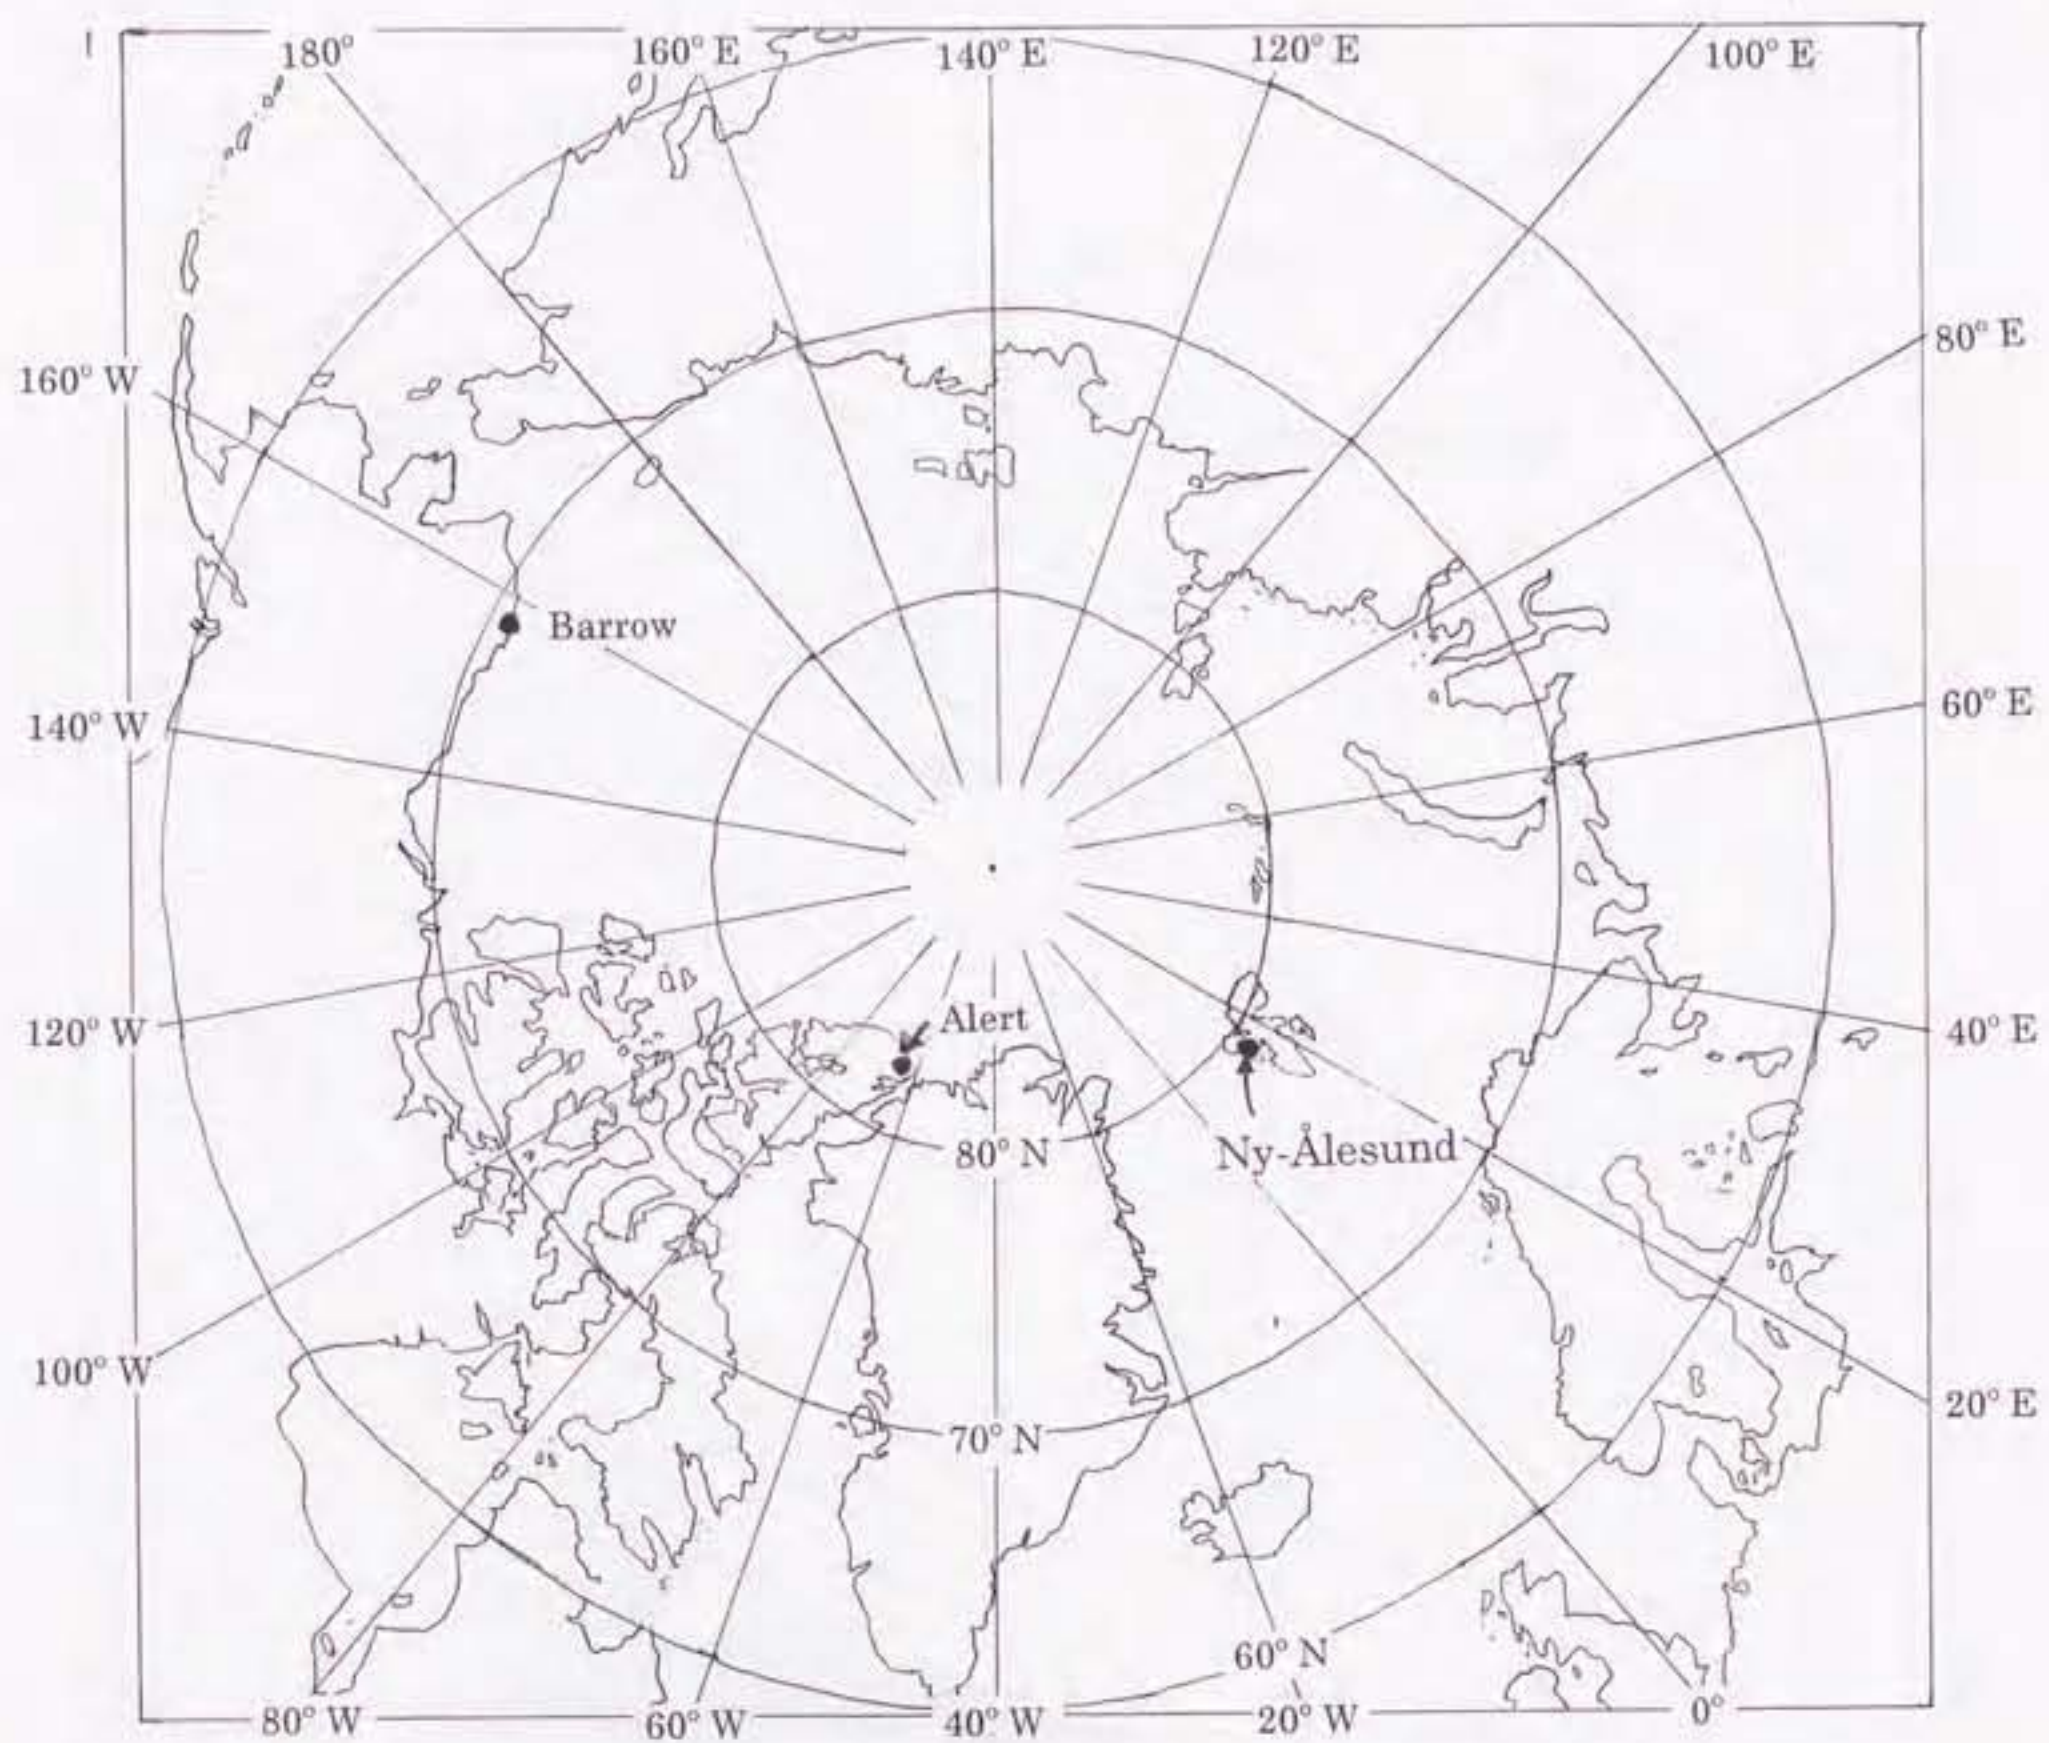 180°
160° E
140° E
120° E
100° E
80° E
160° W
Barrow
60° E
140° W
Alert
120° W
40° E
80° N
Ny-Ålesund
100° W
20° E
70° N
60° N
80° W
60° W
40° W
20° W
0°